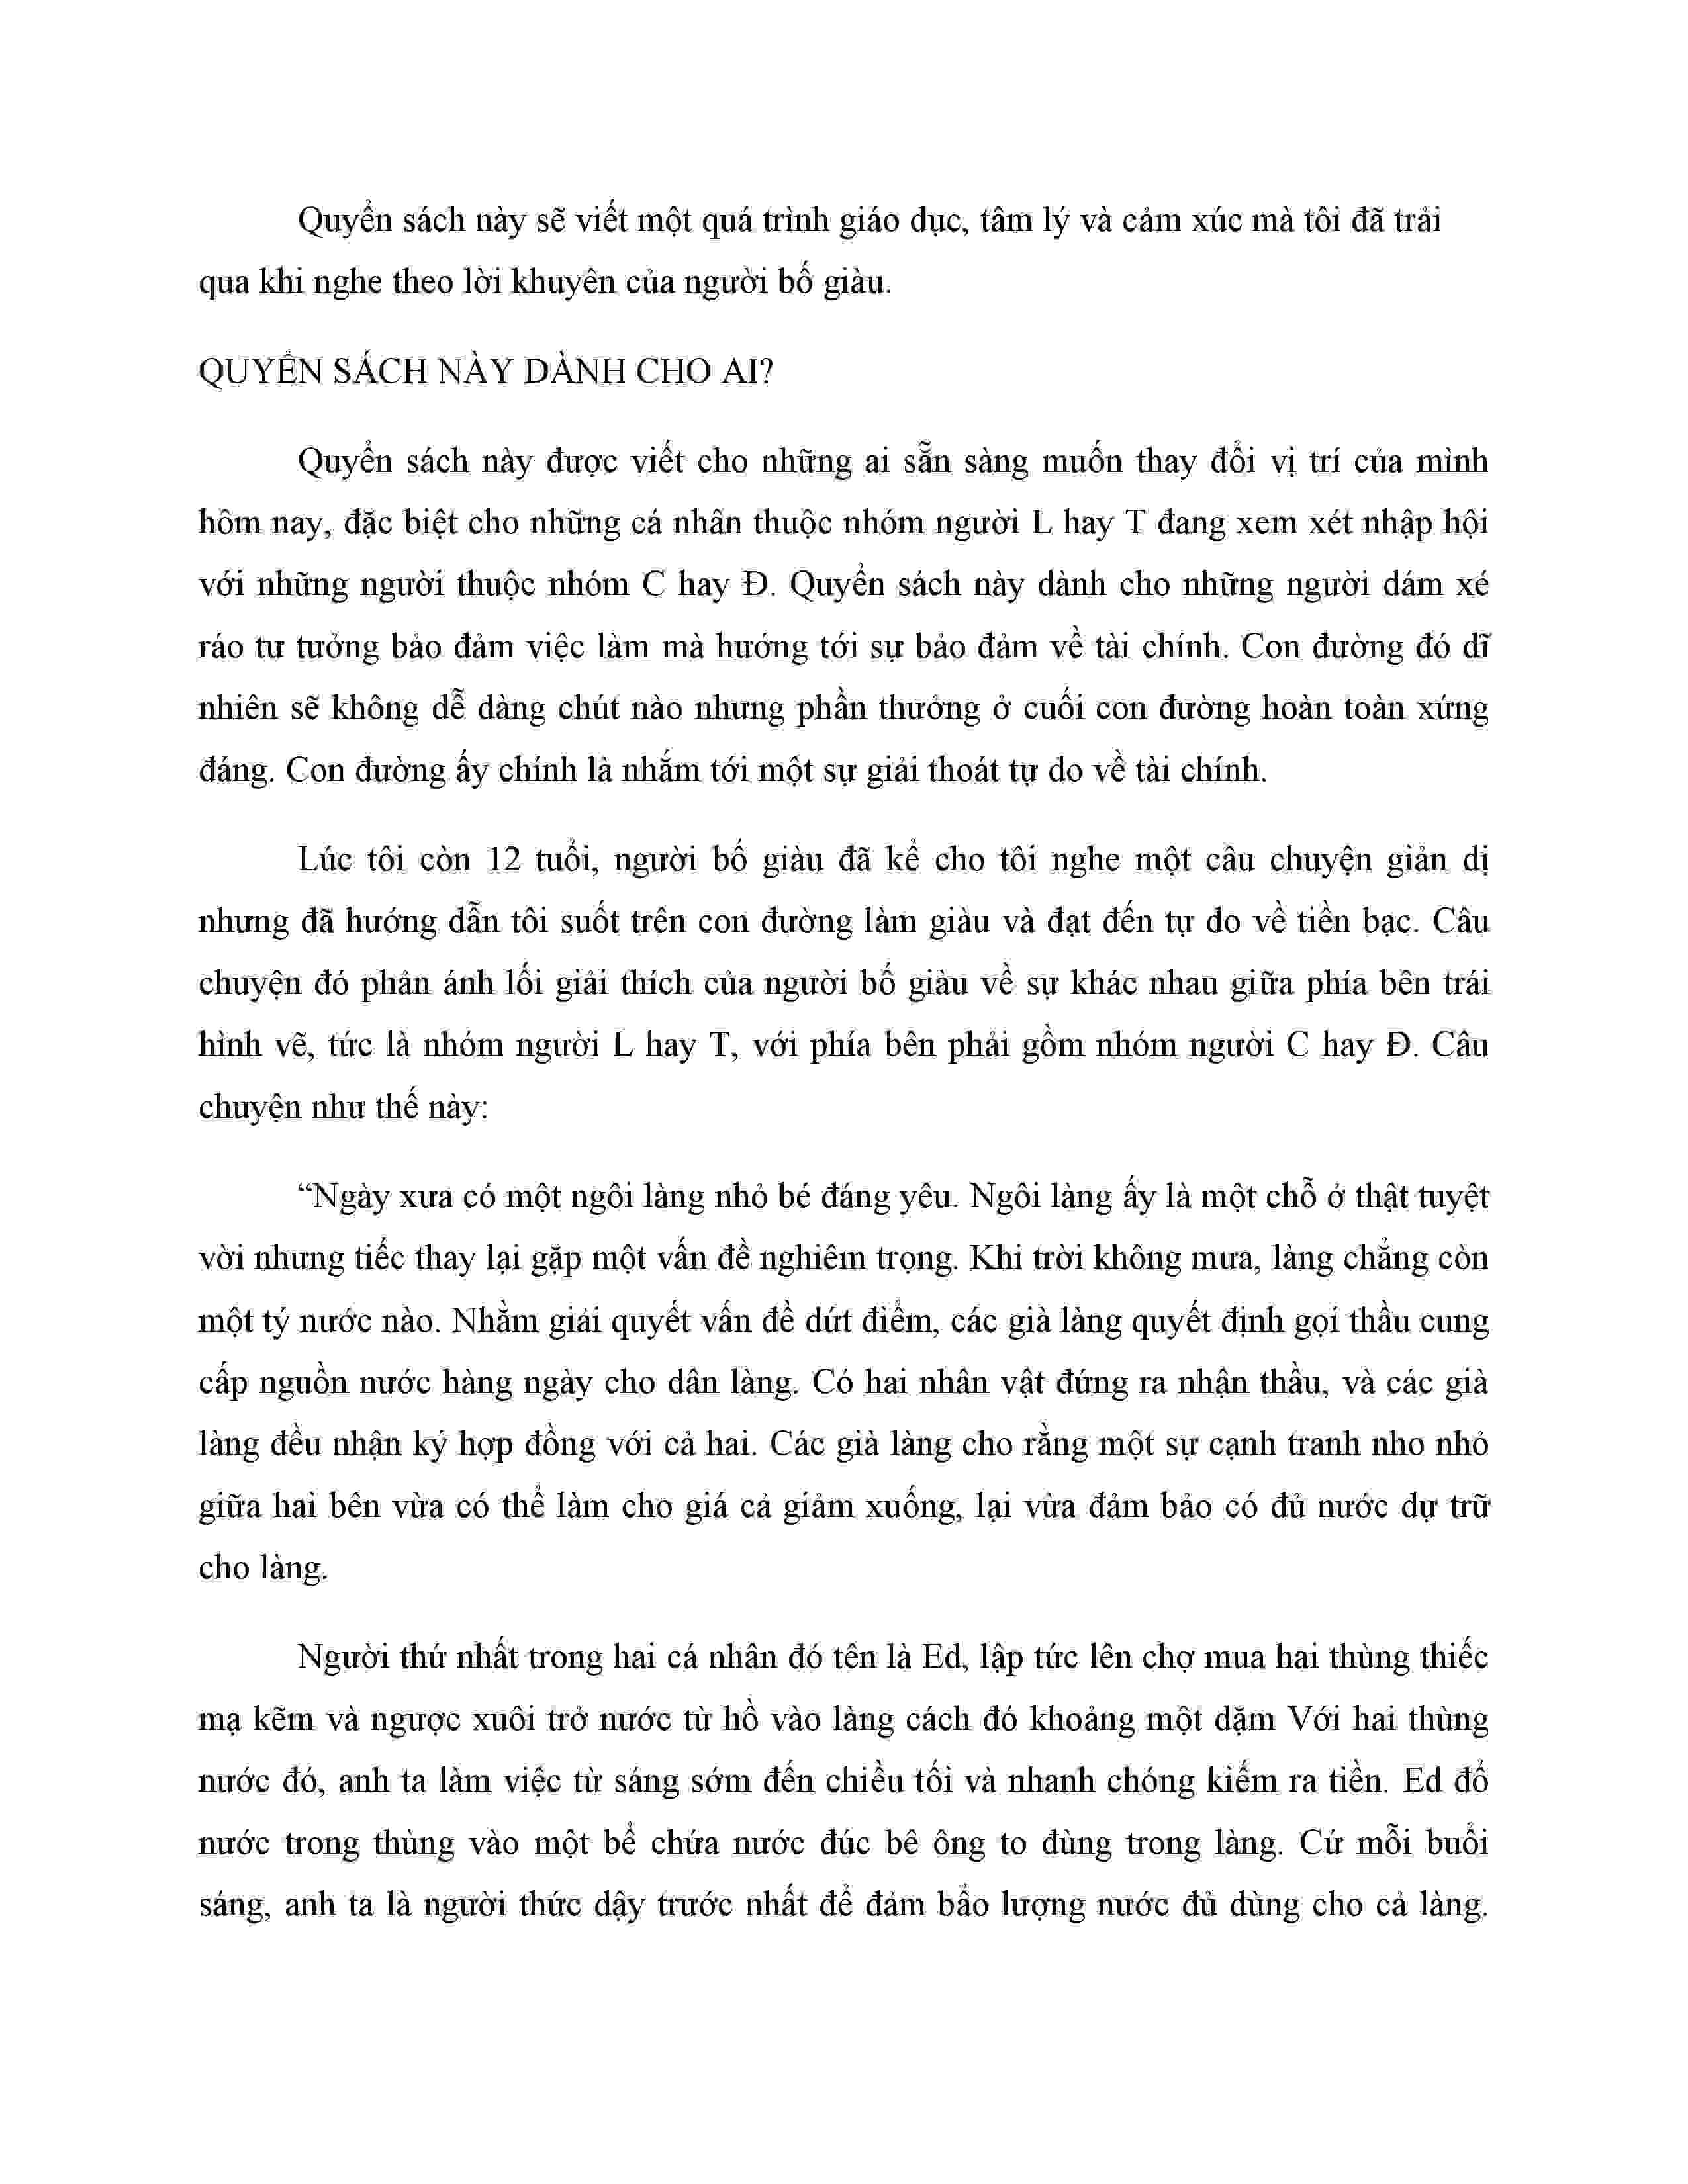 Quyển sách này sẽ viết một quá trình giáo dục, tâm lý và cảm xúc mà tôi đã trải
qua khi nghe theo lời khuyên của người bố giàu.
QUYỂN SÁCH NÀY DÀNH CHO AI?
Quyển sách này được viết cho những ai sẵn sàng muốn thay đổi vị trí của mình
hôm nay, đặc biệt cho những cá nhân thuộc nhóm người L hay T đang xem xét nhập hội
với những người thuộc nhóm C hay Đ. Quyển sách này dành cho những người dám xé
ráo tư tưởng bảo đảm việc làm mà hướng tới sự bảo đảm về tài chính. Con đường đó dĩ
nhiên sẽ không dễ dàng chút nào nhưng phần thưởng ở cuối con đường hoàn toàn xứng
đáng. Con đường ấy chính là nhắm tới một sự giải thoát tự do về tài chính.
Lúc tôi còn 12 tuổi, người bố giàu đã kể cho tôi nghe một câu chuyện giản dị
nhưng đã hướng dẫn tôi suốt trên con đường làm giàu và đạt đến tự do về tiền bạc. Câu
chuyện đó phản ánh lối giải thích của người bố giàu về sự khác nhau giữa phía bên trái
hình vẽ, tức là nhóm người L hay T, với phía bên phải gồm nhóm người C hay Đ. Câu
chuyện như thế này:
“Ngày xưa có một ngôi làng nhỏ bé đáng yêu. Ngôi làng ấy là một chỗ ở thật tuyệt
vời nhưng tiếc thay lại gặp một vấn đề nghiêm trọng. Khi trời không mưa, làng chẳng còn
một tý nước nào. Nhằm giải quyết vấn đề dứt điểm, các già làng quyết định gọi thầu cung
cấp nguồn nước hàng ngày cho dân làng. Có hai nhân vật đứng ra nhận thầu, và các già
làng đều nhận ký hợp đồng với cả hai. Các già làng cho rằng một sự cạnh tranh nho nhỏ
giữa hai bên vừa có thể làm cho giá cả giảm xuống, lại vừa đảm bảo có đủ nước dự trữ
cho làng.
Người thứ nhất trong hai cá nhân đó tên là Ed, lập tức lên chợ mua hai thùng thiếc
mạ kẽm và ngược xuôi trở nước từ hồ vào làng cách đó khoảng một dặm Với hai thùng
nước đó, anh ta làm việc từ sáng sớm đến chiều tối và nhanh chóng kiếm ra tiền. Ed đổ
nước trong thùng vào một bể chứa nước đúc bê ông to đùng trong làng. Cứ mỗi buổi
sáng, anh ta là người thức dậy trước nhất để đảm bẩo lượng nước đủ dùng cho cả làng.